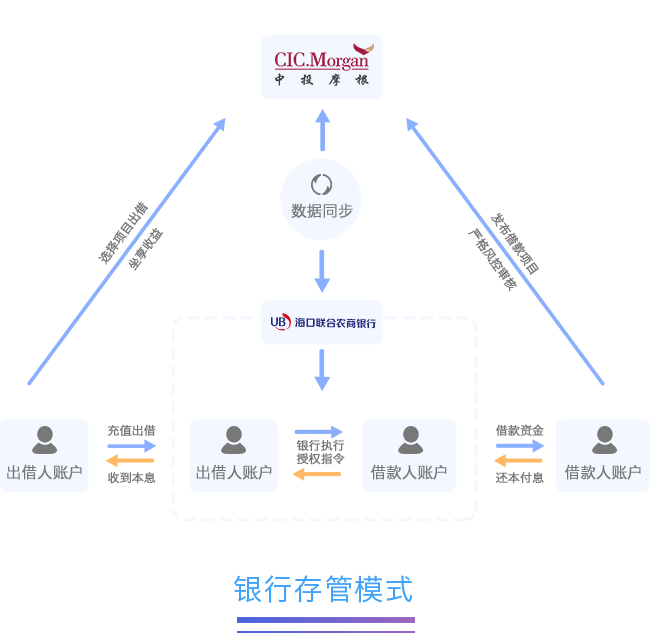 CIC.Morgan
中投摩根
数据同步
选择项目出借
坐享收益
发布借款项目
严格风控审核
UB 海口联合农商银行
出借人账户
充值出借
收到本息
出借人账户
银行执行
授权指令
借款人账户
借款资金
还本付息
借款人账户
银行存管模式